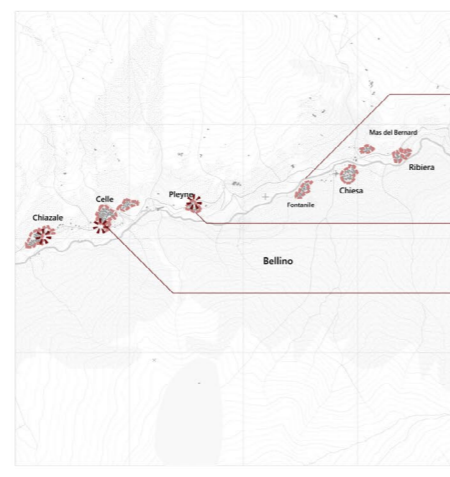 Mas del Bernard
Ribiera
Chiesa
Pleyne
Celle
Fontanile
Chiazale
Bellino